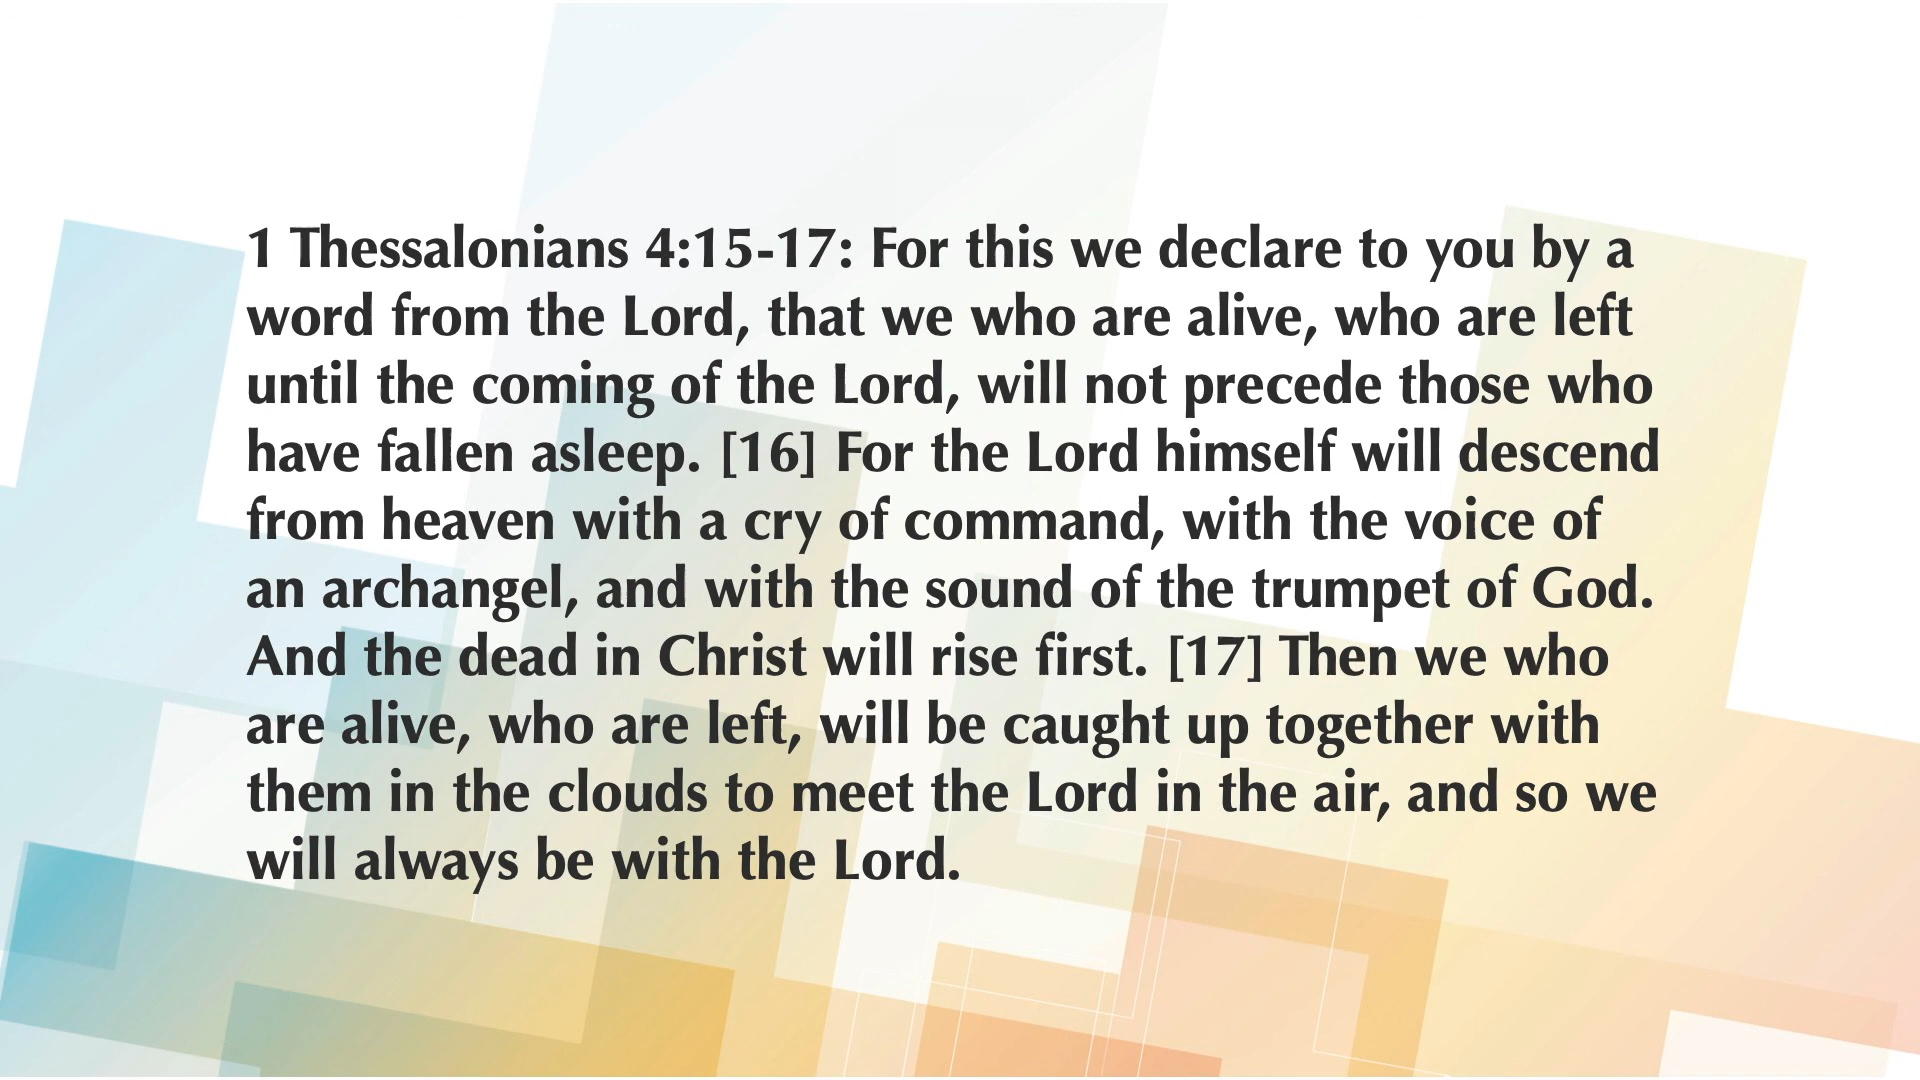 1 Thessalonians 4:15-17: For this we declare to you by a
word from the Lord, that we who are alive, who are left
until the coming of the Lord, will not precede those who
have fallen asleep. [16] For the Lord himself will descend
from heaven with a cry of command, with the voice of
an archangel, and with the sound of the trumpet of God.
And the dead in Christ will rise first. [17] Then we who
are alive, who are left, will be caught up together with
them in the clouds to meet the Lord in the air, and so we
will always be with the Lord.